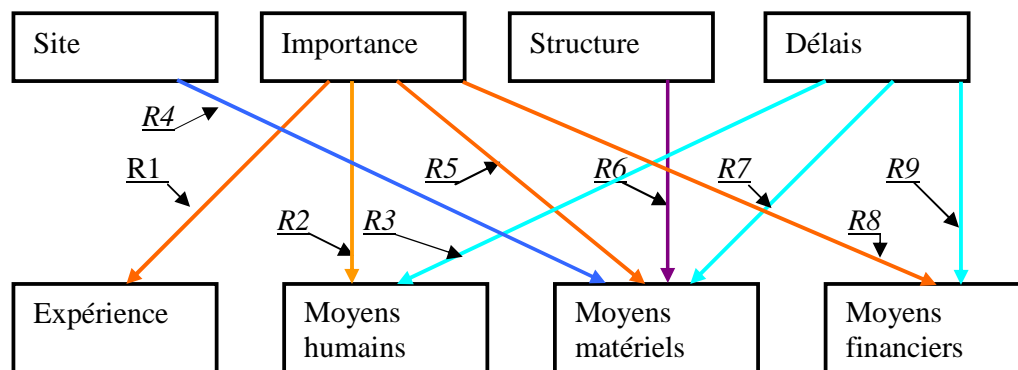 Site
Importance
Structure
Délais
R4
R1
R5
R6
R7
R9
R2
R3
R8
Expérience
Moyens
humains
Moyens
matériels
Moyens
financiers